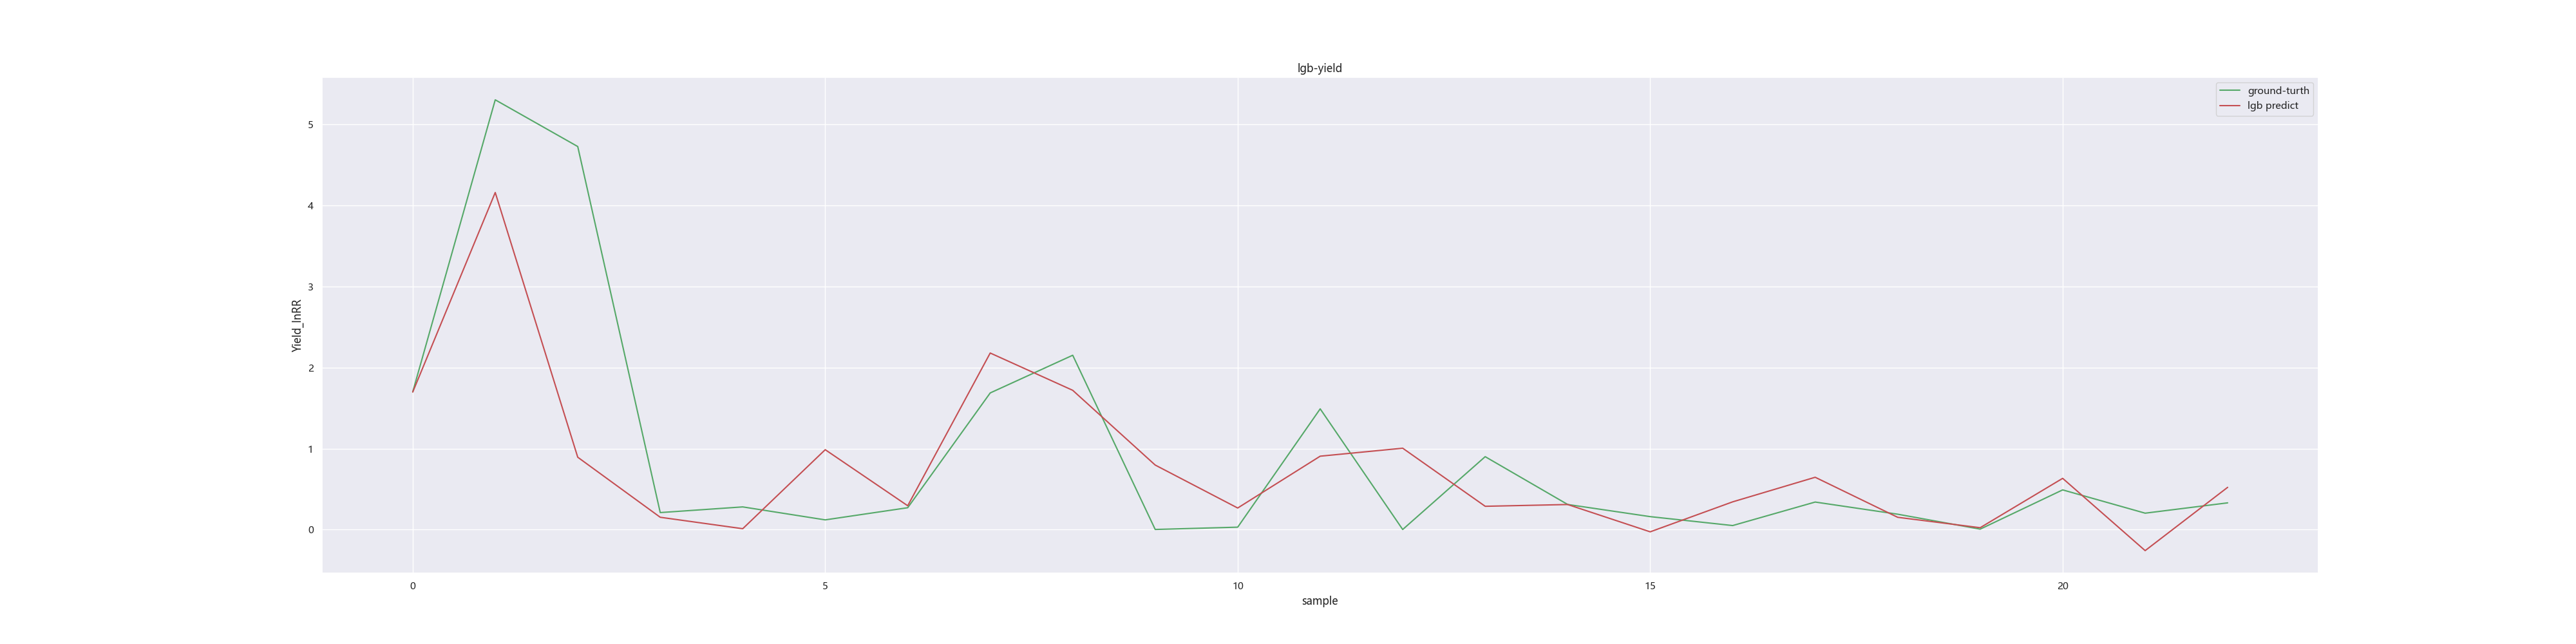 lgb-yield
ground-turth
lgb predict
Yield_lnRR
5
4
3
2
1
0
0 5 10 15 20
sample